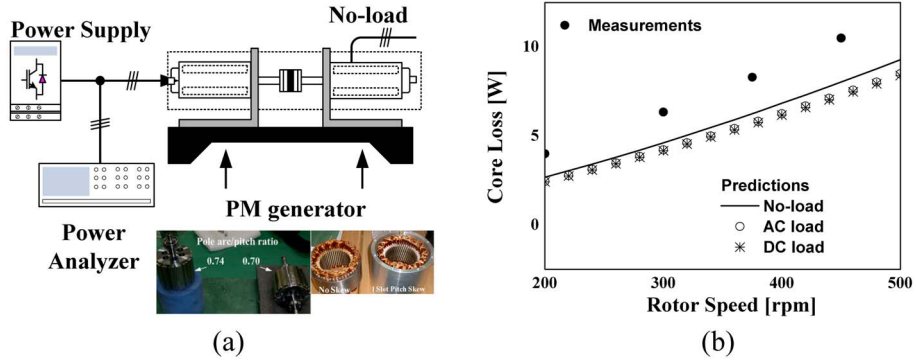 Power Supply
No-load
PM generator
Power
Analyzer
Pole arc/pitch ratio
0.74
0.70
No Skew
1 Slot Pitch Skew
(a)
10
5
0
Core Loss [W]
Measurements
Predictions
No-load
AC load
DC load
200
300
400
500
Rotor Speed [rpm]
(b)